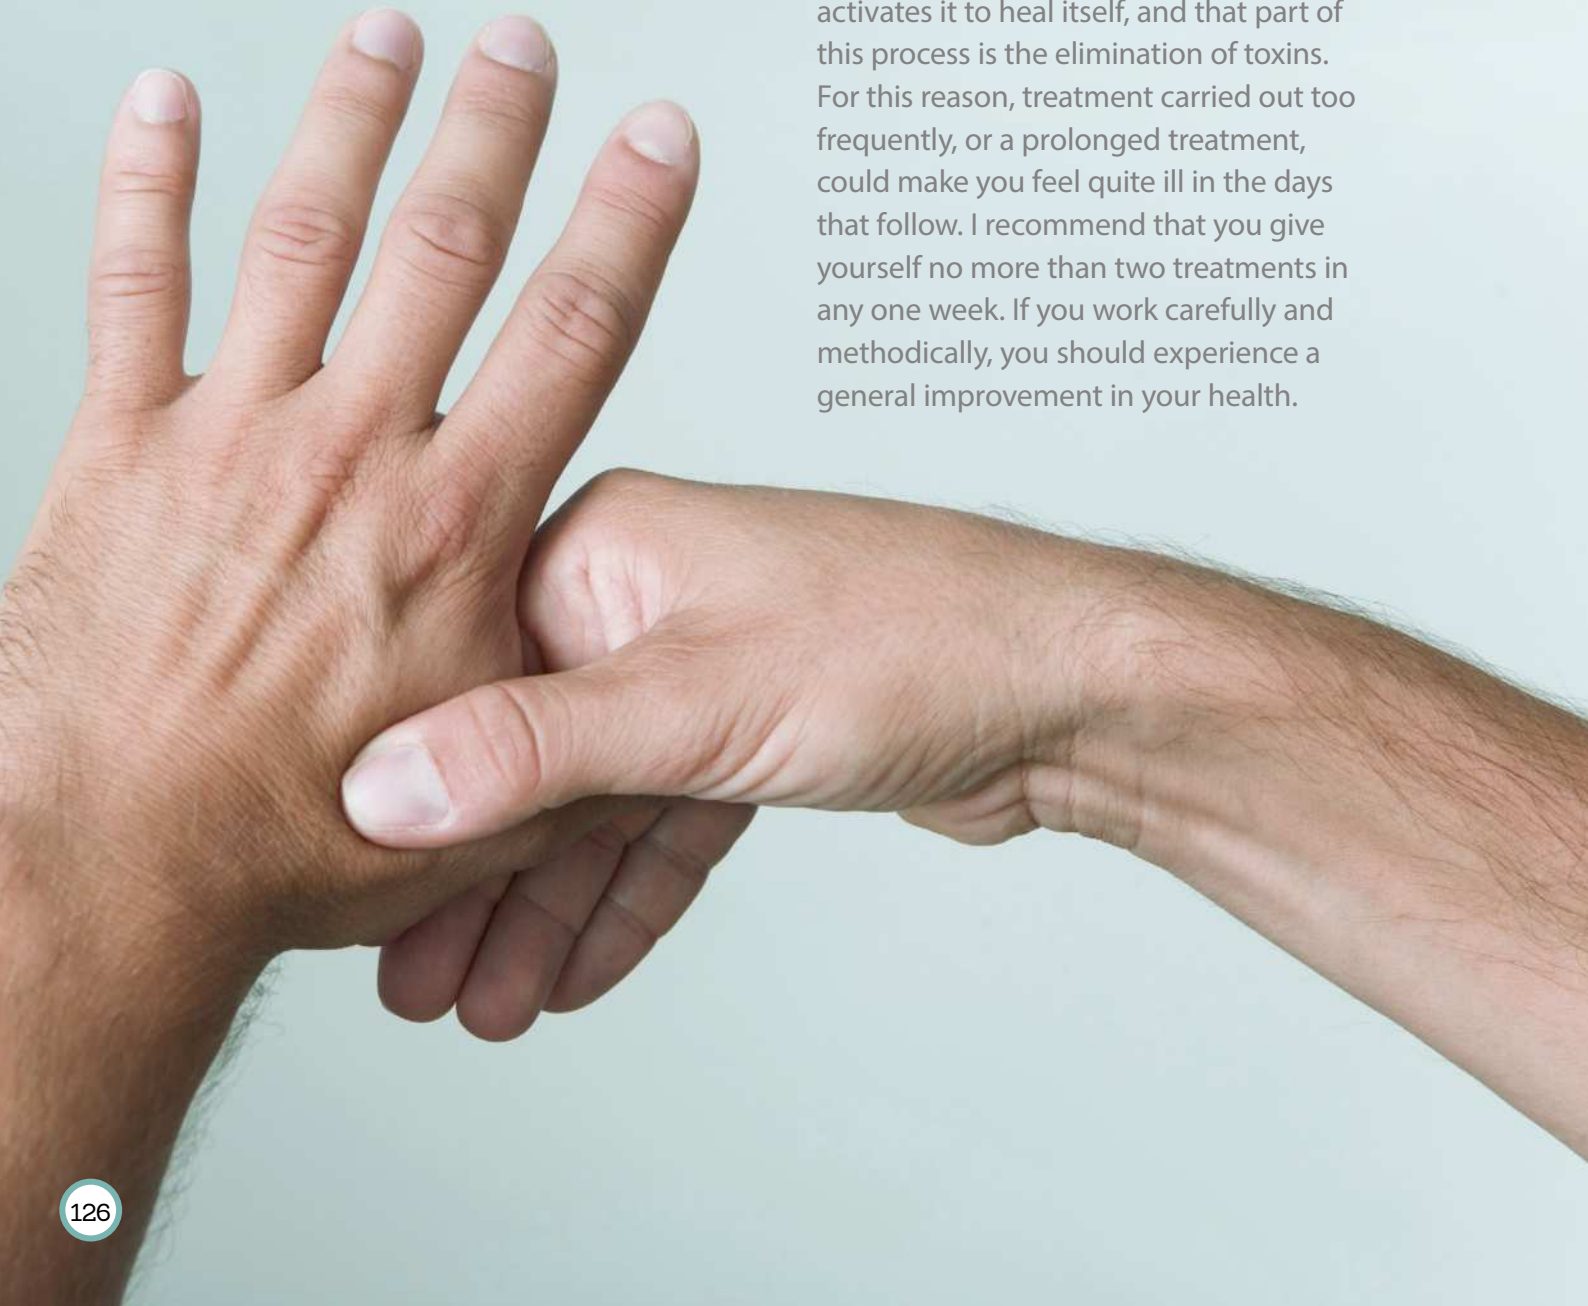 activates it to heal itself, and that part of
this process is the elimination of toxins.
For this reason, treatment carried out too
frequently, or a prolonged treatment,
could make you feel quite ill in the days
that follow. I recommend that you give
yourself no more than two treatments in
any one week. If you work carefully and
methodically, you should experience a
general improvement in your health.
126